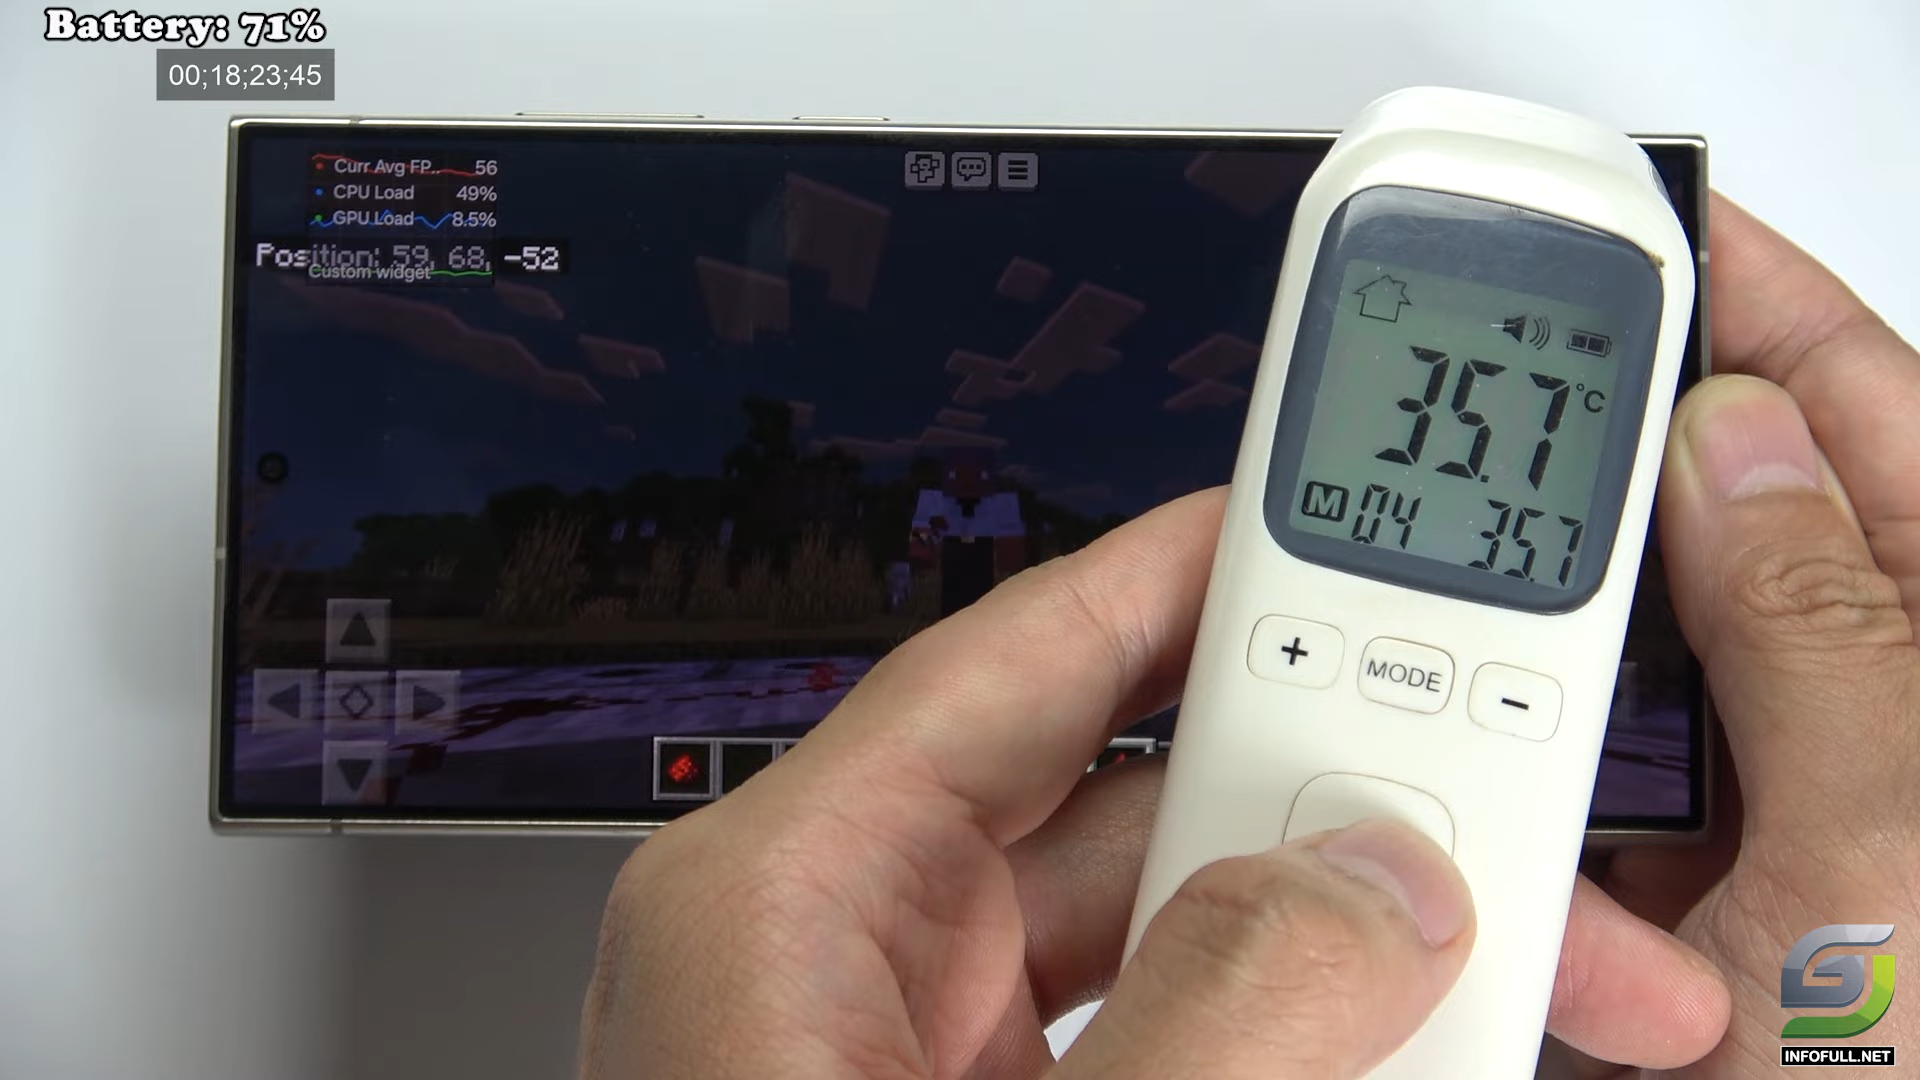 Battery: 71%
00;18;23;45
Curr Avg FP.. 56
CPU Load 49%
GPU Load 8.5%
Position: 59, 68, -52
Custom widget
35.7 °C
M 04 35.7
+ MODE -
INFOFULL.NET